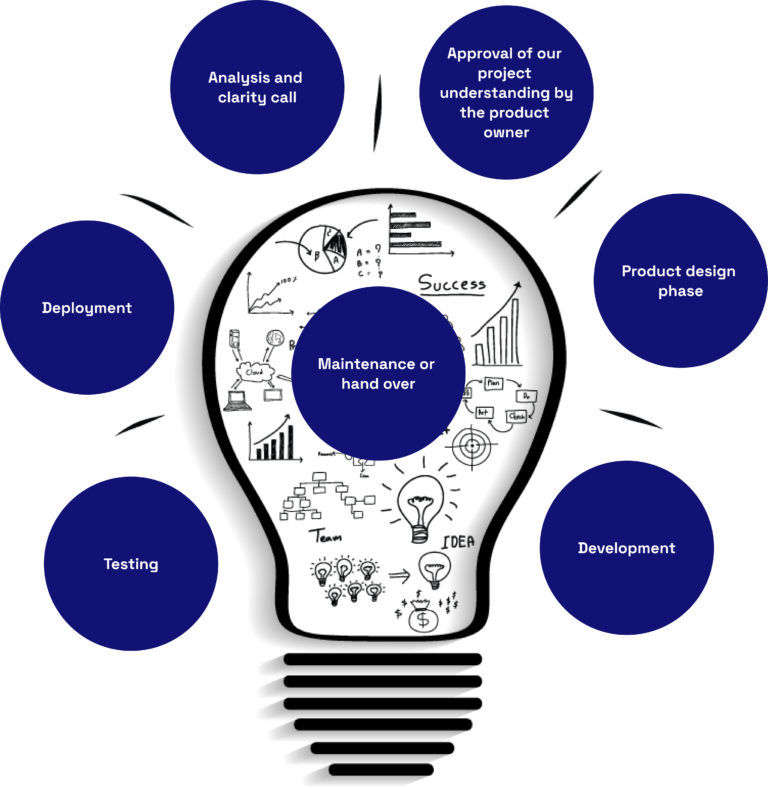 Analysis and
clarity call
Approval of our
project
understanding by
the product
owner
Deployment
Product design
phase
Maintenance or
hand over
Testing
Development
C
B
A
A = ?
B = ?
C = ?
100%
Success
Cloud
Plan
Do
Check
Act
Team
IDEA
$ $ $ $
$ $ $
$
$